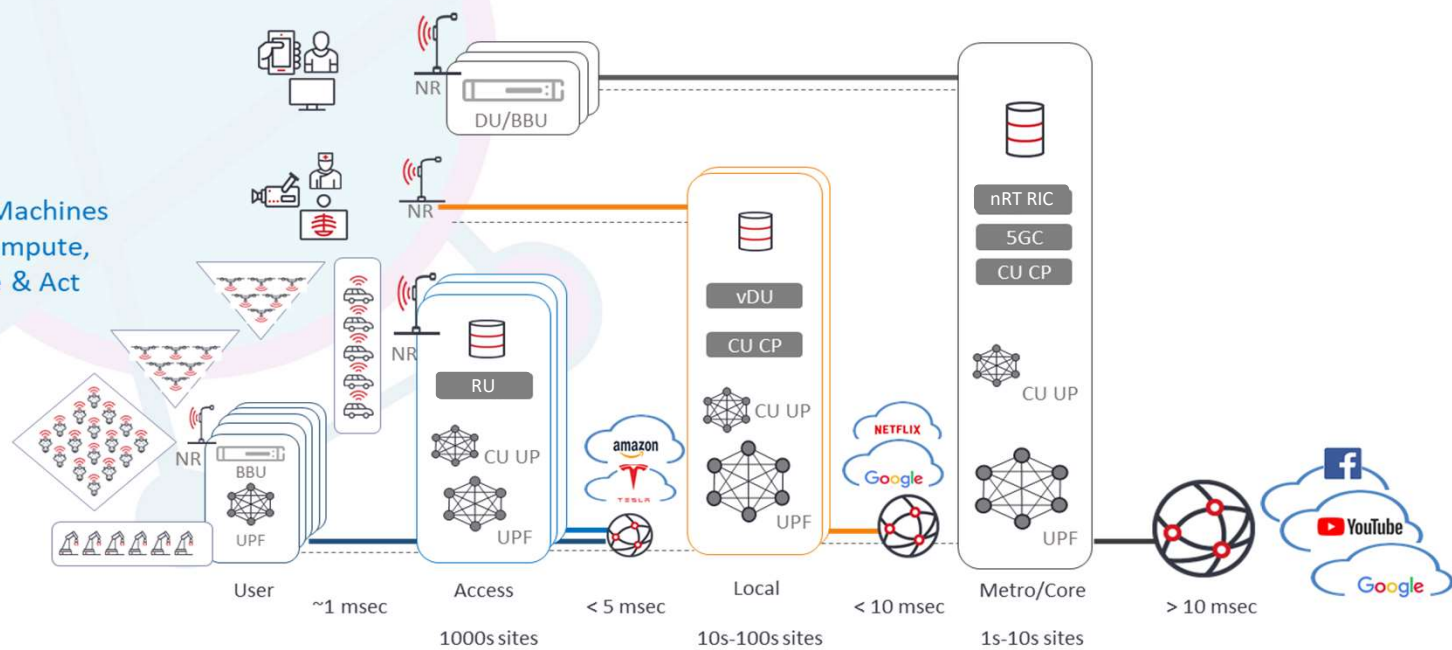 NR
DU/BBU
NR
Machines
& Act
NR
RU
CU UP
UPF
NR
BBU
UPF
amazon
TESLA
vDU
CU CP
CU UP
UPF
NETFLIX
Google
nRT RIC
5GC
CU CP
CU UP
UPF
YouTube
Google
User
~1 msec
Access
< 5 msec
Local
< 10 msec
Metro/Core
> 10 msec
1000s sites
10s-100s sites
1s-10s sites